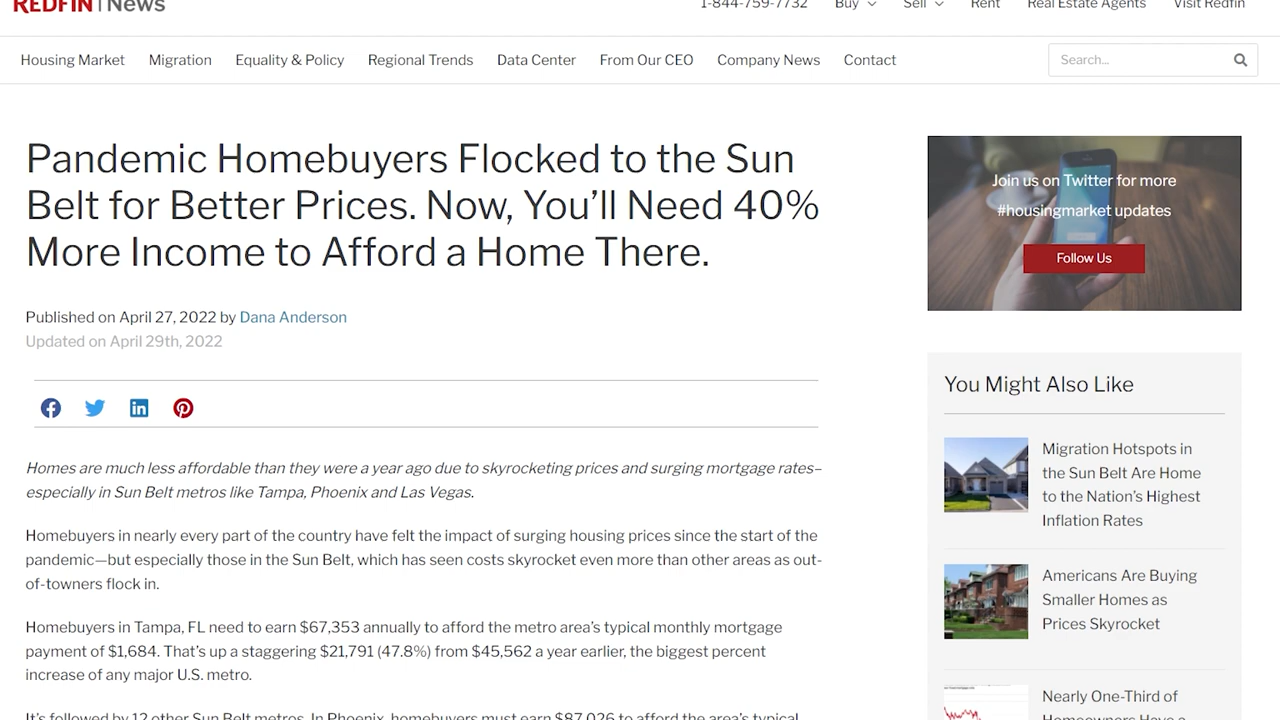 REDFIN | News
1-844-759-7732 Buy Sell Rent Real Estate Agents Visit Redfin
Housing Market Migration Equality & Policy Regional Trends Data Center From Our CEO Company News Contact
Search...
Pandemic Homebuyers Flocked to the Sun
Belt for Better Prices. Now, You’ll Need 40%
More Income to Afford a Home There.
Published on April 27, 2022 by Dana Anderson
Updated on April 29th, 2022
Homes are much less affordable than they were a year ago due to skyrocketing prices and surging mortgage rates–
especially in Sun Belt metros like Tampa, Phoenix and Las Vegas.
Homebuyers in nearly every part of the country have felt the impact of surging housing prices since the start of the
pandemic—but especially those in the Sun Belt, which has seen costs skyrocket even more than other areas as out-
of-towners flock in.
Homebuyers in Tampa, FL need to earn $67,353 annually to afford the metro area’s typical monthly mortgage
payment of $1,684. That’s up a staggering $21,791 (47.8%) from $45,562 a year earlier, the biggest percent
increase of any major U.S. metro.
It’s followed by 12 other Sun Belt metros. In Phoenix, homebuyers must earn $87,026 to afford the area’s typical
Join us on Twitter for more
#housingmarket updates
Follow Us
You Might Also Like
Migration Hotspots in
the Sun Belt Are Home
to the Nation’s Highest
Inflation Rates
Americans Are Buying
Smaller Homes as
Prices Skyrocket
Nearly One-Third of
Homeowners Have a